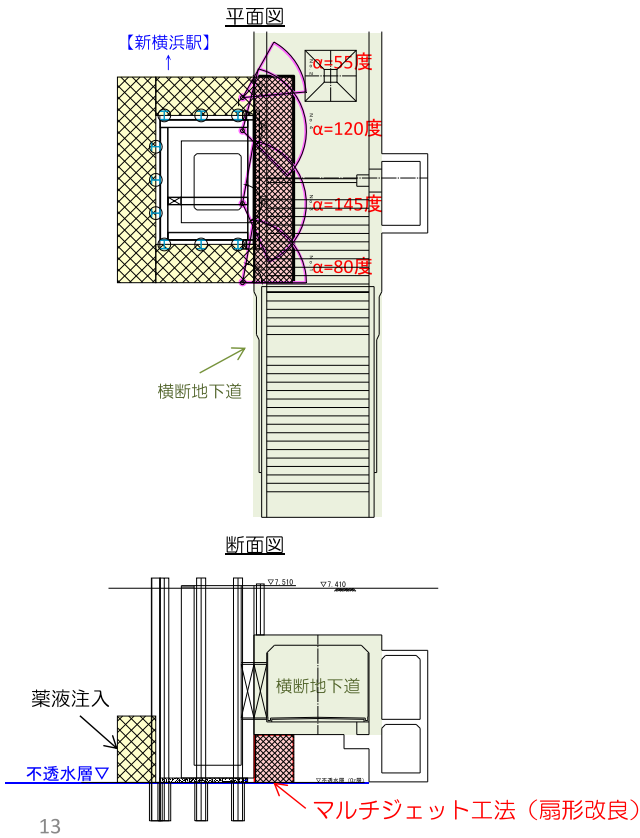 平面図
【新横浜駅】
↑
α=55度
α=120度
α=145度
α=80度
横断地下道
断面図
▽7.510
▽7.410
横断地下道
薬液注入
不透水層▽
マルチジェット工法（扇形改良）
13